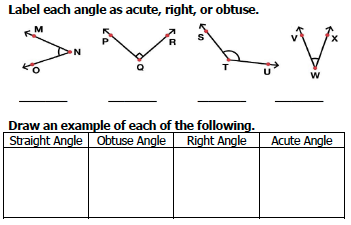 Label each angle as acute, right, or obtuse.
M
N
O
P
R
Q
S
T
U
V
X
W
Draw an example of each of the following.
Straight Angle Obtuse Angle Right Angle Acute Angle